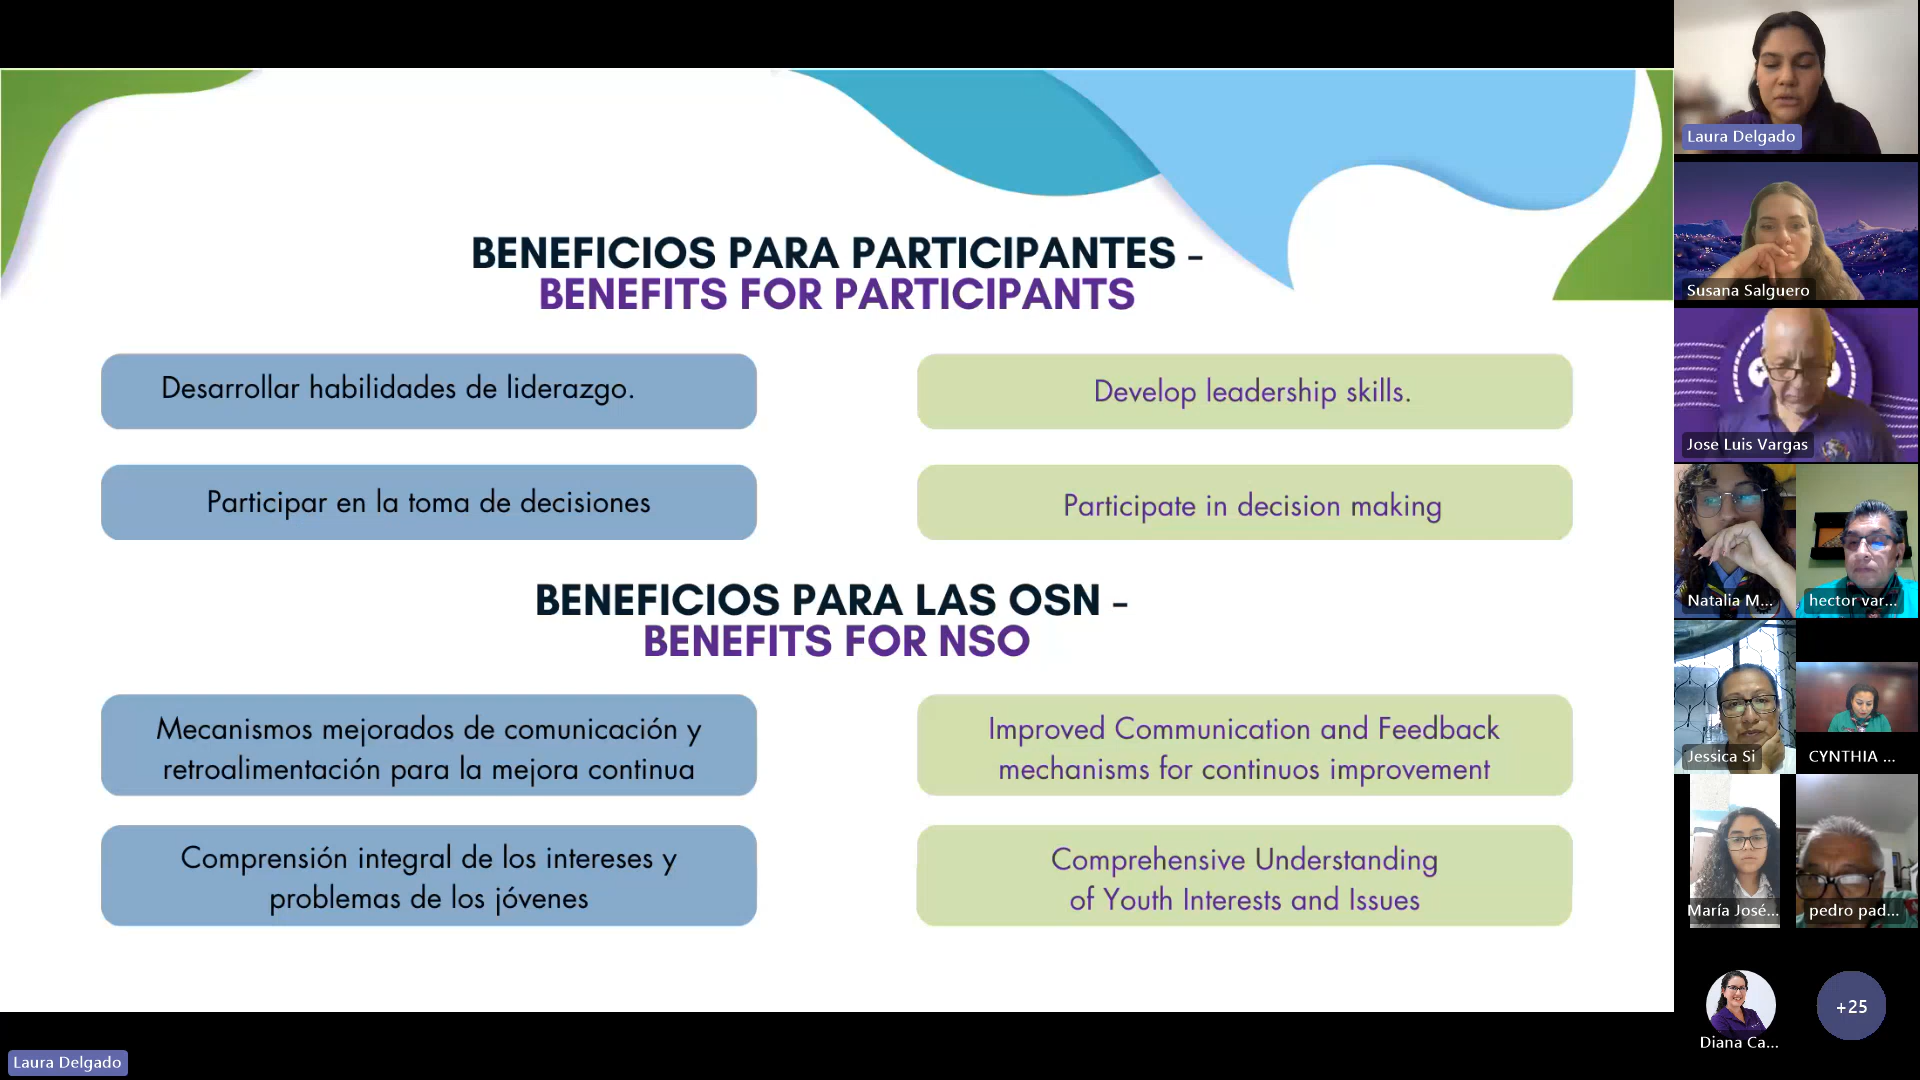 BENEFICIOS PARA PARTICIPANTES -
BENEFITS FOR PARTICIPANTS
Desarrollar habilidades de liderazgo.
Develop leadership skills.
Participar en la toma de decisiones
Participate in decision making
BENEFICIOS PARA LAS OSN -
BENEFITS FOR NSO
Mecanismos mejorados de comunicación y
retroalimentación para la mejora continua
Improved Communication and Feedback
mechanisms for continuos improvement
Comprensión integral de los intereses y
problemas de los jóvenes
Comprehensive Understanding
of Youth Interests and Issues
Laura Delgado
Laura Delgado
Susana Salguero
Jose Luis Vargas
Natalia M...
hector var...
Jessica Si
CYNTHIA ...
María José...
pedro pad...
Diana Ca...
+25